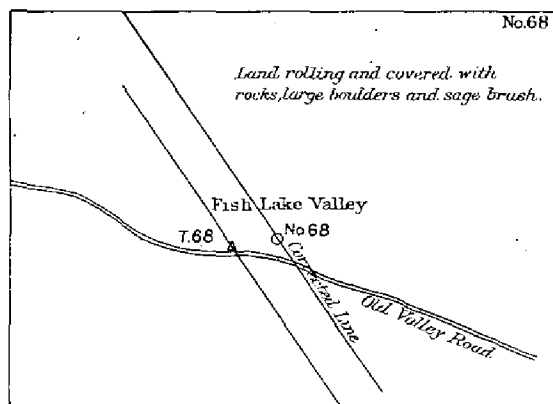 No.68
Land rolling and covered with
rocks, large boulders and sage brush.
Fish Lake Valley
T.68
No.68
Corrected Line
Old Valley Road